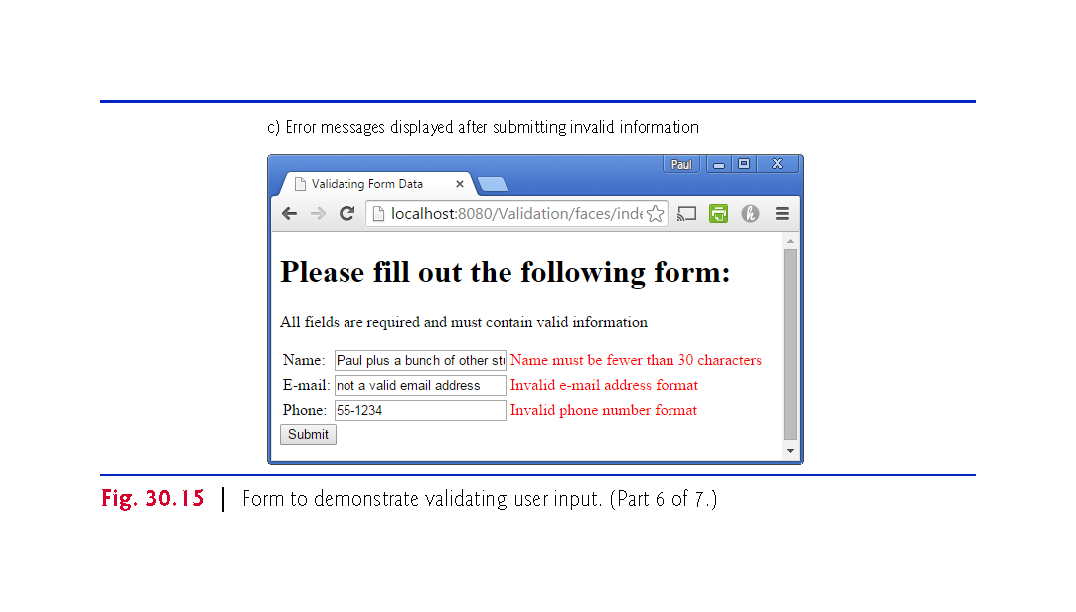 c) Error messages displayed after submitting invalid information
Paul
Validating Form Data
localhost:8080/Validation/faces/inde
Please fill out the following form:
All fields are required and must contain valid information
Name: Paul plus a bunch of other stu Name must be fewer than 30 characters
E-mail: not a valid email address Invalid e-mail address format
Phone: 55-1234 Invalid phone number format
Submit
Fig. 30.15 | Form to demonstrate validating user input. (Part 6 of 7.)